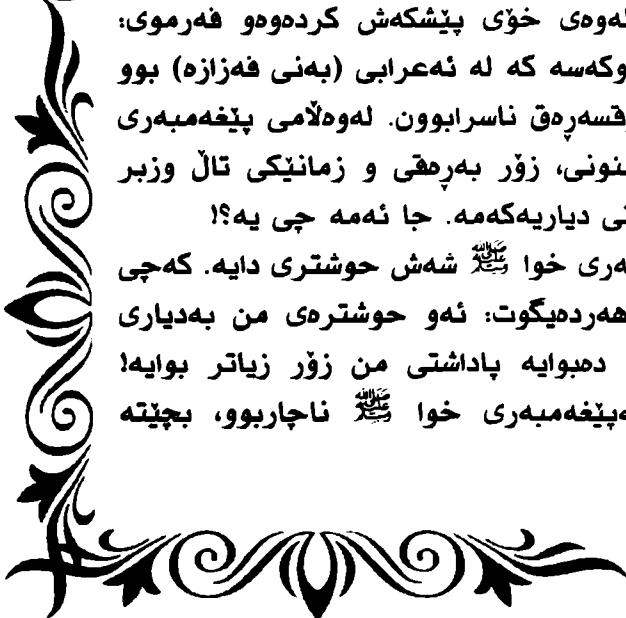 لەوەی خۆی پێشکەش کردەوەو فەرموی:
وکەسە کە لە ئەعرابی (بەنی فەزازە) بوو
قسەڕەق ناسرابوون. لەوەڵامی پێغەمبەری
نونی، زۆر بەڕەقی و زمانێکی تاڵ وزبر
نی دیاریەکەمە. جا ئەمە چی یە؟!
ەری خوا ﷺ شەش حوشتری دایە. کەچی
هەردەیگوت: ئەو حوشترەی من بەدیاری
دەبوایە پاداشتی من زۆر زیاتر بوایە!
ەپێغەمبەری خوا ﷺ ناچاربوو، بچێتە